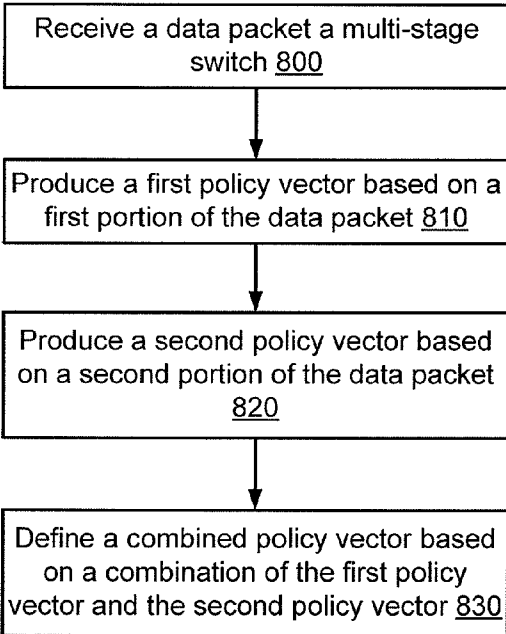 Receive a data packet a multi-stage
switch 800
Produce a first policy vector based on a
first portion of the data packet 810
Produce a second policy vector based
on a second portion of the data packet
820
Define a combined policy vector based
on a combination of the first policy
vector and the second policy vector 830